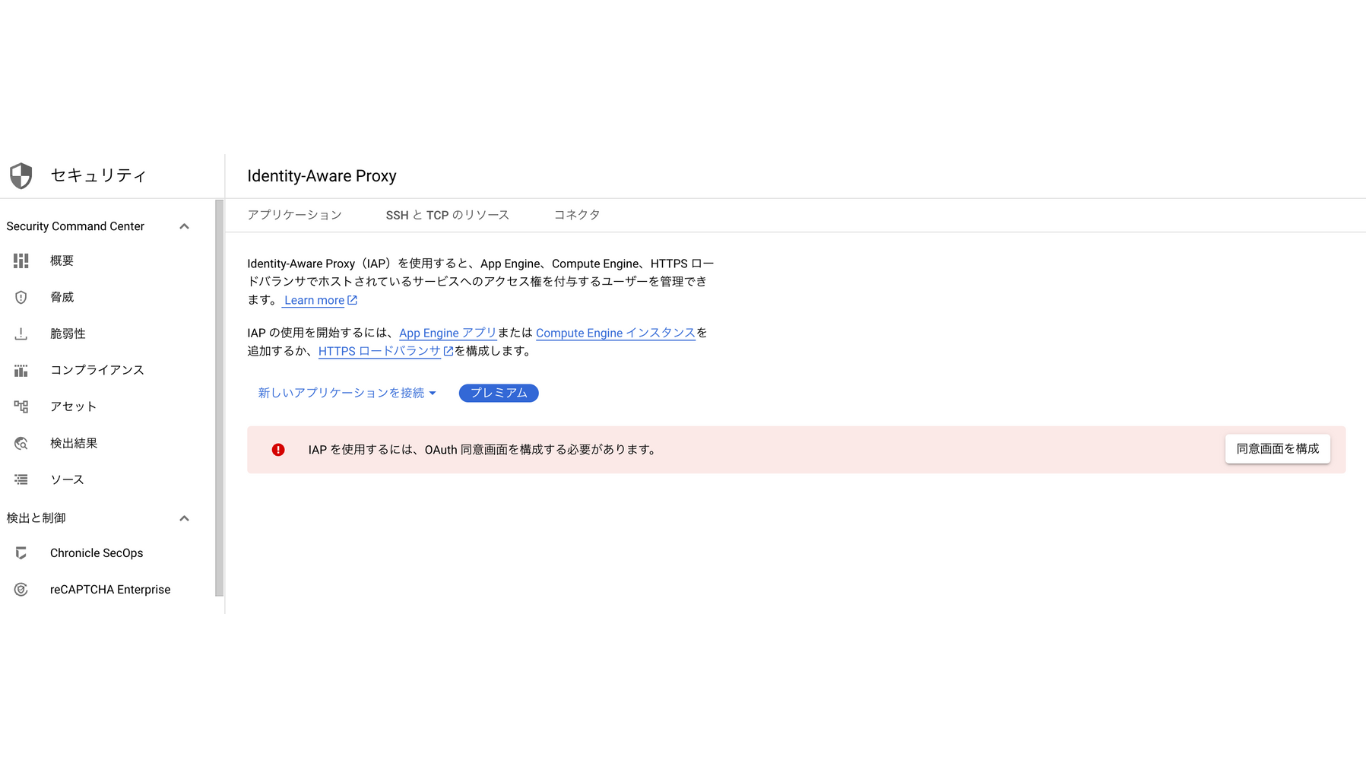 セキュリティ
Security Command Center
概要
脅威
脆弱性
コンプライアンス
アセット
検出結果
ソース
検出と制御
Chronicle SecOps
reCAPTCHA Enterprise
Identity-Aware Proxy
アプリケーション SSH と TCP のリソース コネクタ
Identity-Aware Proxy（IAP）を使用すると、App Engine、Compute Engine、HTTPS ロー
ドバランサでホストされているサービスへのアクセス権を付与するユーザーを管理でき
ます。 Learn more
IAP の使用を開始するには、App Engine アプリまたは Compute Engine インスタンスを
追加するか、HTTPS ロードバランサを構成します。
新しいアプリケーションを接続 プレミアム
IAP を使用するには、OAuth 同意画面を構成する必要があります。 同意画面を構成